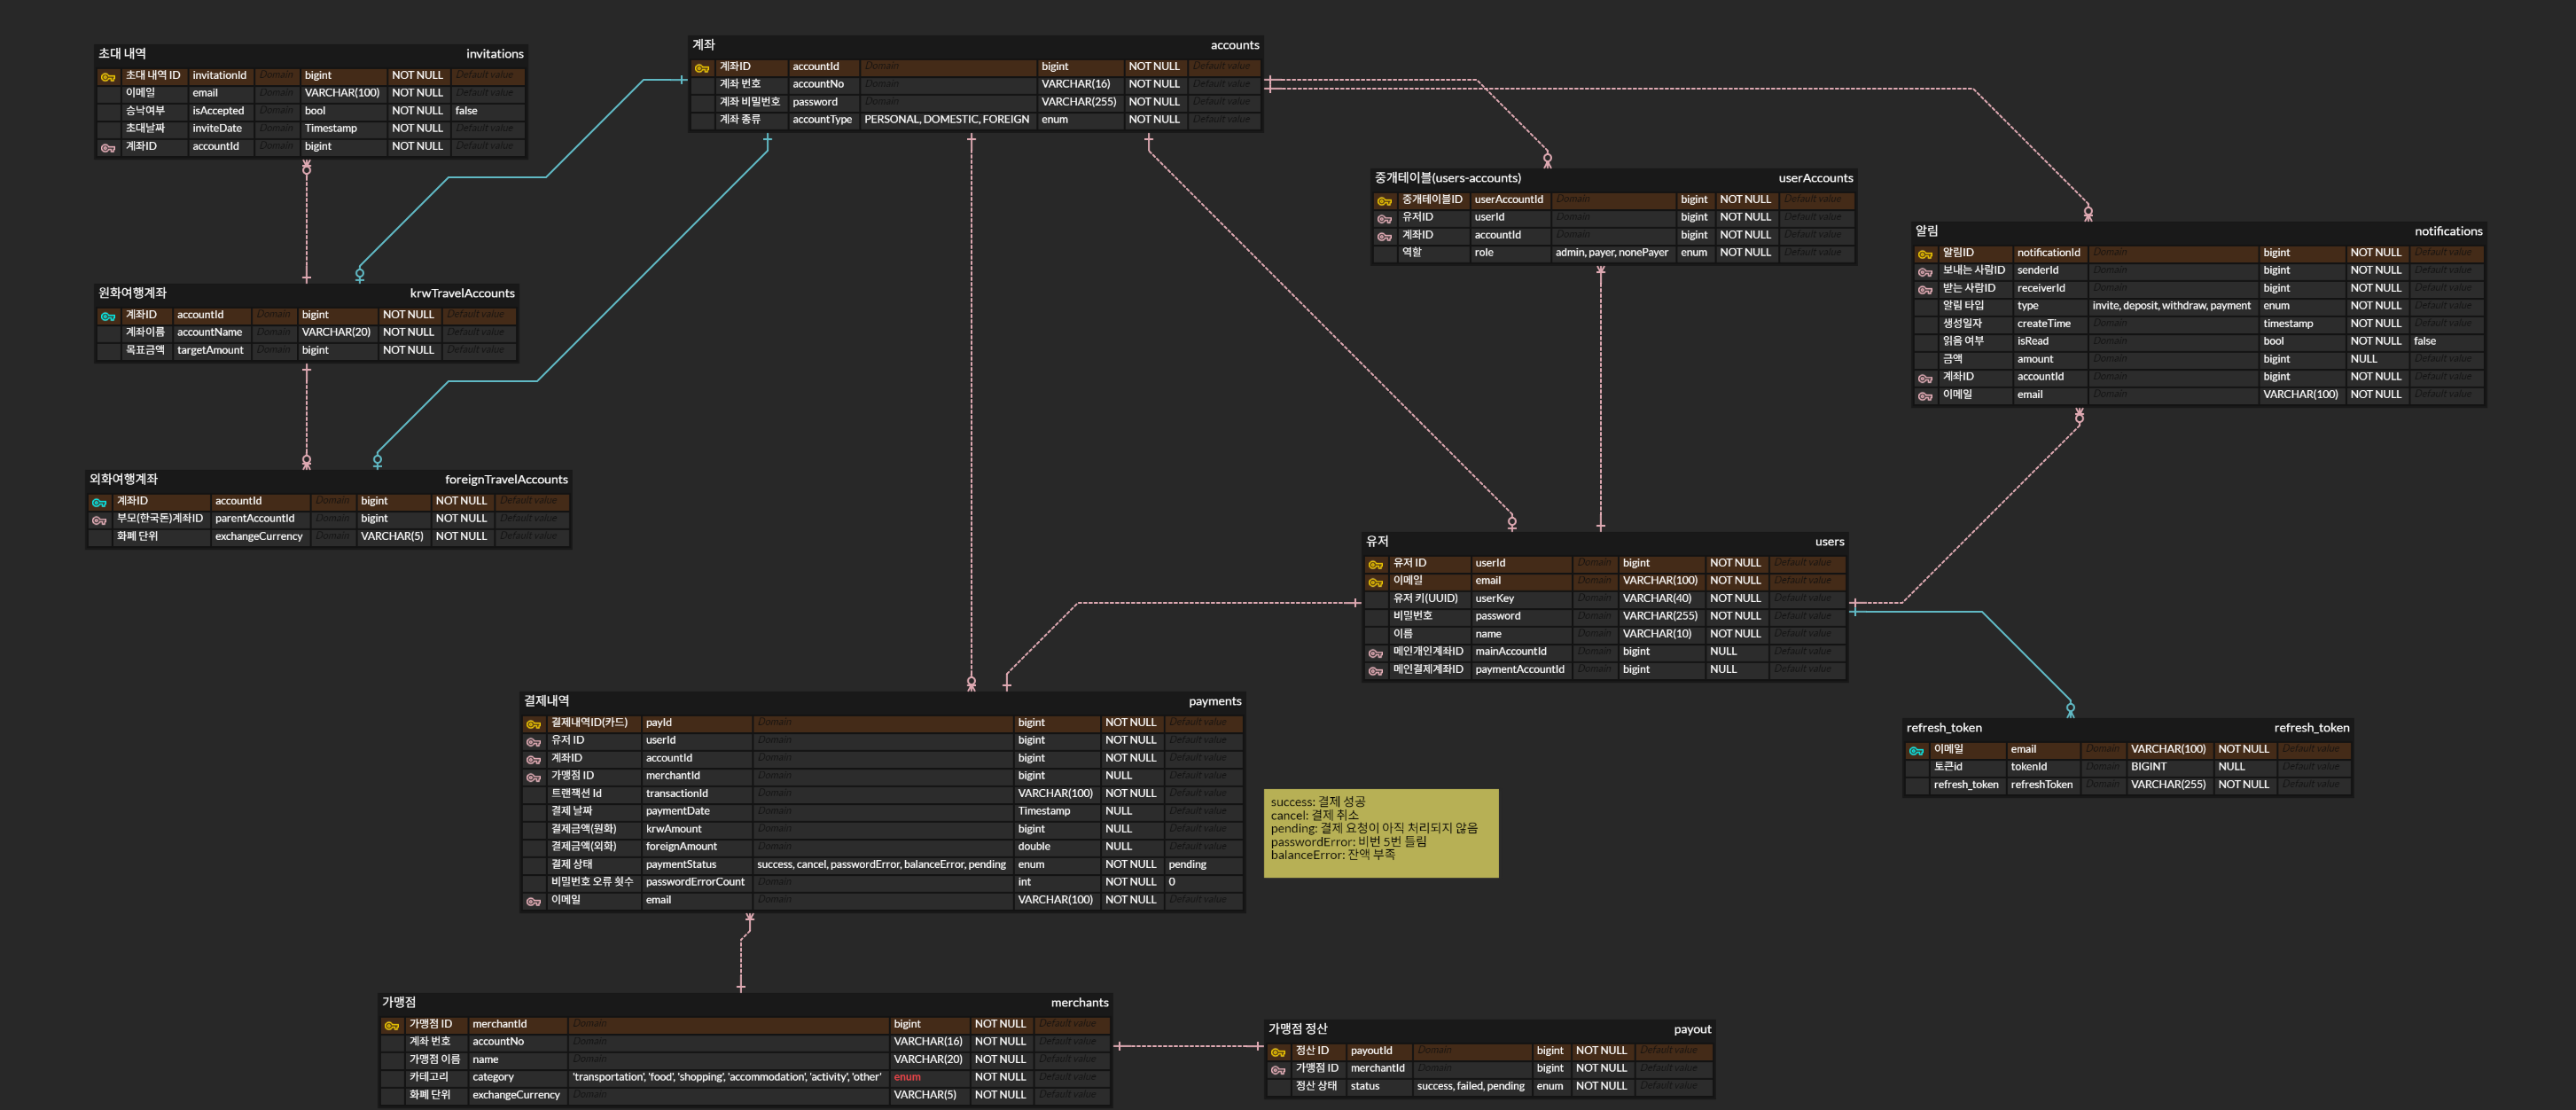 초대 내역 invitations
초대 내역 ID invitationId Domain bigint NOT NULL Default value
이메일 email Domain VARCHAR(100) NOT NULL Default value
승낙여부 isAccepted Domain bool NOT NULL false
초대날짜 inviteDate Domain Timestamp NOT NULL Default value
계좌ID accountId Domain bigint NOT NULL Default value
계좌 accounts
계좌ID accountId Domain bigint NOT NULL Default value
계좌 번호 accountNo Domain VARCHAR(16) NOT NULL Default value
계좌 비밀번호 password Domain VARCHAR(255) NOT NULL Default value
계좌 종류 accountType PERSONAL, DOMESTIC, FOREIGN enum NOT NULL Default value
중개테이블(users-accounts) userAccounts
중개테이블ID userAccountId Domain bigint NOT NULL Default value
유저ID userId Domain bigint NOT NULL Default value
계좌ID accountId Domain bigint NOT NULL Default value
역할 role admin, payer, nonePayer enum NOT NULL Default value
알림 notifications
알림ID notificationId Domain bigint NOT NULL Default value
보내는 사람ID senderId Domain bigint NOT NULL Default value
받는 사람ID receiverId Domain bigint NOT NULL Default value
알림 타입 type invite, deposit, withdraw, payment enum NOT NULL Default value
생성일자 createTime Domain timestamp NOT NULL Default value
읽음 여부 isRead Domain bool NOT NULL false
금액 amount Domain bigint NULL Default value
계좌ID accountId Domain bigint NOT NULL Default value
이메일 email Domain VARCHAR(100) NOT NULL Default value
원화여행계좌 krwTravelAccounts
계좌ID accountId Domain bigint NOT NULL Default value
계좌이름 accountName Domain VARCHAR(20) NOT NULL Default value
목표금액 targetAmount Domain bigint NOT NULL Default value
외화여행계좌 foreignTravelAccounts
계좌ID accountId Domain bigint NOT NULL Default value
부모(한국돈)계좌ID parentAccountId Domain bigint NOT NULL Default value
화폐 단위 exchangeCurrency Domain VARCHAR(5) NOT NULL Default value
유저 users
유저 ID userId Domain bigint NOT NULL Default value
이메일 email Domain VARCHAR(100) NOT NULL Default value
유저 키(UUID) userKey Domain VARCHAR(40) NOT NULL Default value
비밀번호 password Domain VARCHAR(255) NOT NULL Default value
이름 name Domain VARCHAR(10) NOT NULL Default value
메인개인계좌ID mainAccountId Domain bigint NULL Default value
메인결제계좌ID paymentAccountId Domain bigint NULL Default value
결제내역 payments
결제내역ID(카드) payId Domain bigint NOT NULL Default value
유저 ID userId Domain bigint NOT NULL Default value
계좌ID accountId Domain bigint NOT NULL Default value
가맹점 ID merchantId Domain bigint NULL Default value
트랜잭션 Id transactionId Domain VARCHAR(100) NOT NULL Default value
결제 날짜 paymentDate Domain Timestamp NULL Default value
결제금액(원화) krwAmount Domain bigint NULL Default value
결제금액(외화) foreignAmount Domain double NULL Default value
결제 상태 paymentStatus success, cancel, passwordError, balanceError, pending enum NOT NULL pending
비밀번호 오류 횟수 passwordErrorCount Domain int NOT NULL 0
이메일 email Domain VARCHAR(100) NOT NULL Default value
refresh_token refresh_token
이메일 email Domain VARCHAR(100) NOT NULL Default value
토큰id tokenId Domain BIGINT NULL Default value
refresh_token refreshToken Domain VARCHAR(255) NOT NULL Default value
success: 결제 성공
cancel: 결제 취소
pending: 결제 요청이 아직 처리되지 않음
passwordError: 비번 5번 틀림
balanceError: 잔액 부족
가맹점 merchants
가맹점 ID merchantId Domain bigint NOT NULL Default value
계좌 번호 accountNo Domain VARCHAR(16) NOT NULL Default value
가맹점 이름 name Domain VARCHAR(20) NOT NULL Default value
카테고리 category 'transportation', 'food', 'shopping', 'accommodation', 'activity', 'other' enum NOT NULL Default value
화폐 단위 exchangeCurrency Domain VARCHAR(5) NOT NULL Default value
가맹점 정산 payout
정산 ID payoutId Domain bigint NOT NULL Default value
가맹점 ID merchantId Domain bigint NOT NULL Default value
정산 상태 status success, failed, pending enum NOT NULL Default value